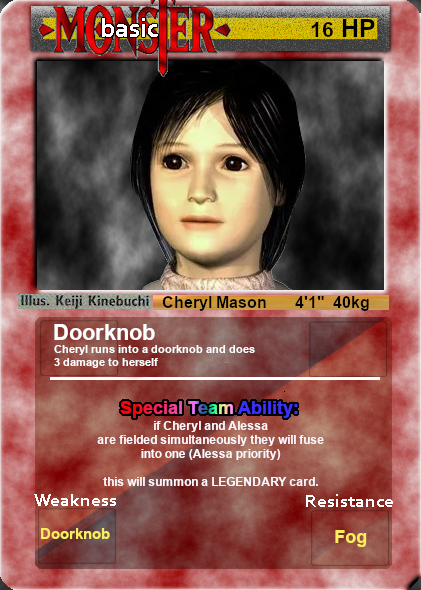 MONSTER
basic
16 HP
Illus. Keiji Kinebuchi
Cheryl Mason 4'1" 40kg
Doorknob
Cheryl runs into a doorknob and does
3 damage to herself
Special Team Ability:
if Cheryl and Alessa
are fielded simultaneously they will fuse
into one (Alessa priority)
this will summon a LEGENDARY card.
Weakness
Resistance
Doorknob
Fog